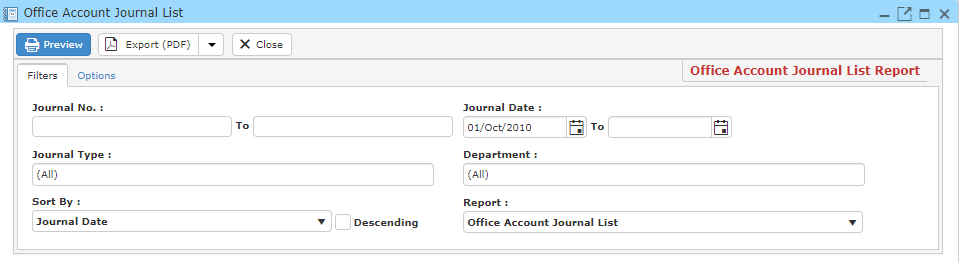 Office Account Journal List
Preview Export (PDF) Close
Filters Options Office Account Journal List Report
Journal No. : Journal Date :
To 01/Oct/2010 To
Journal Type : Department :
(All) (All)
Sort By : Report :
Journal Date Descending Office Account Journal List